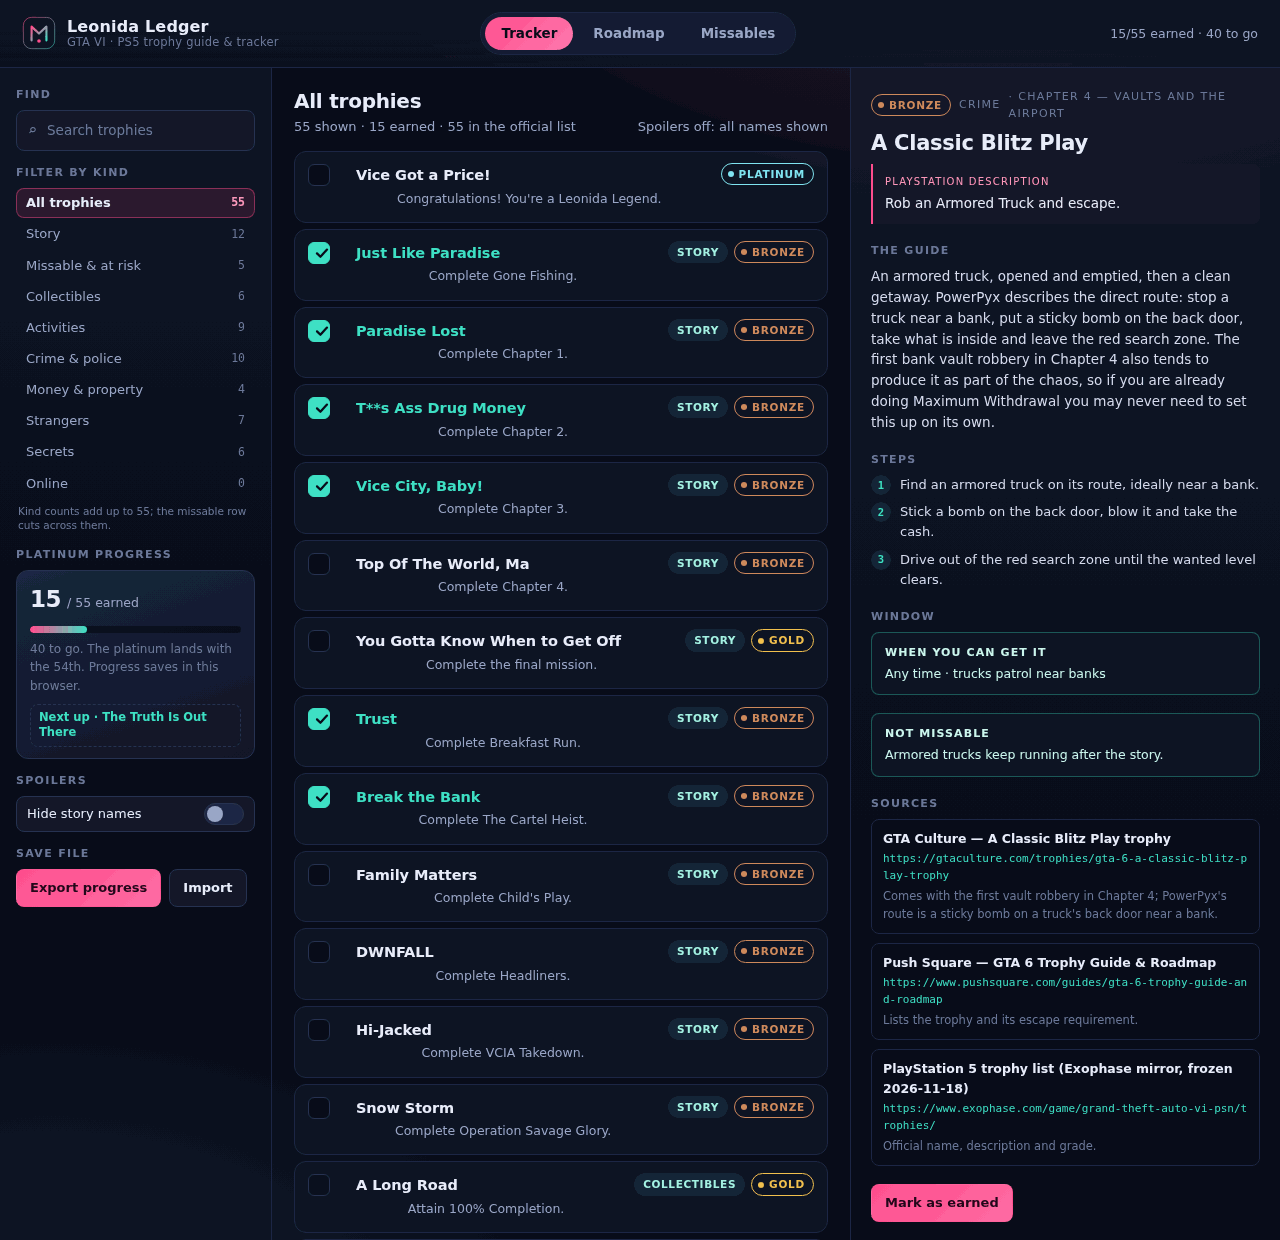 Leonida Ledger
GTA VI · PS5 trophy guide & tracker
Tracker
Roadmap
Missables
15/55 earned · 40 to go
FIND
Search trophies
FILTER BY KIND
All trophies 55
Story 12
Missable & at risk 5
Collectibles 6
Activities 9
Crime & police 10
Money & property 4
Strangers 7
Secrets 6
Online 0
Kind counts add up to 55; the missable row
cuts across them.
PLATINUM PROGRESS
15 / 55 earned
40 to go. The platinum lands with
the 54th. Progress saves in this
browser.
Next up · The Truth Is Out
There
SPOILERS
Hide story names
SAVE FILE
Export progress
Import
All trophies
55 shown · 15 earned · 55 in the official list
Spoilers off: all names shown
Vice Got a Price!
PLATINUM
Congratulations! You're a Leonida Legend.
Just Like Paradise
STORY
BRONZE
Complete Gone Fishing.
Paradise Lost
STORY
BRONZE
Complete Chapter 1.
T**s Ass Drug Money
STORY
BRONZE
Complete Chapter 2.
Vice City, Baby!
STORY
BRONZE
Complete Chapter 3.
Top Of The World, Ma
STORY
BRONZE
Complete Chapter 4.
You Gotta Know When to Get Off
STORY
GOLD
Complete the final mission.
Trust
STORY
BRONZE
Complete Breakfast Run.
Break the Bank
STORY
BRONZE
Complete The Cartel Heist.
Family Matters
STORY
BRONZE
Complete Child's Play.
DWNFALL
STORY
BRONZE
Complete Headliners.
Hi-Jacked
STORY
BRONZE
Complete VCIA Takedown.
Snow Storm
STORY
BRONZE
Complete Operation Savage Glory.
A Long Road
COLLECTIBLES
GOLD
Attain 100% Completion.
BRONZE
CRIME
· CHAPTER 4 — VAULTS AND THE
AIRPORT
A Classic Blitz Play
PLAYSTATION DESCRIPTION
Rob an Armored Truck and escape.
THE GUIDE
An armored truck, opened and emptied, then a clean
getaway. PowerPyx describes the direct route: stop a
truck near a bank, put a sticky bomb on the back door,
take what is inside and leave the red search zone. The
first bank vault robbery in Chapter 4 also tends to
produce it as part of the chaos, so if you are already
doing Maximum Withdrawal you may never need to set
this up on its own.
STEPS
1 Find an armored truck on its route, ideally near a bank.
2 Stick a bomb on the back door, blow it and take the
cash.
3 Drive out of the red search zone until the wanted level
clears.
WINDOW
WHEN YOU CAN GET IT
Any time · trucks patrol near banks
NOT MISSABLE
Armored trucks keep running after the story.
SOURCES
GTA Culture — A Classic Blitz Play trophy
https://gtaculture.com/trophies/gta-6-a-classic-blitz-p
lay-trophy
Comes with the first vault robbery in Chapter 4; PowerPyx's
route is a sticky bomb on a truck's back door near a bank.
Push Square — GTA 6 Trophy Guide & Roadmap
https://www.pushsquare.com/guides/gta-6-trophy-guide-an
d-roadmap
Lists the trophy and its escape requirement.
PlayStation 5 trophy list (Exophase mirror, frozen
2026-11-18)
https://www.exophase.com/game/grand-theft-auto-vi-psn/t
rophies/
Official name, description and grade.
Mark as earned